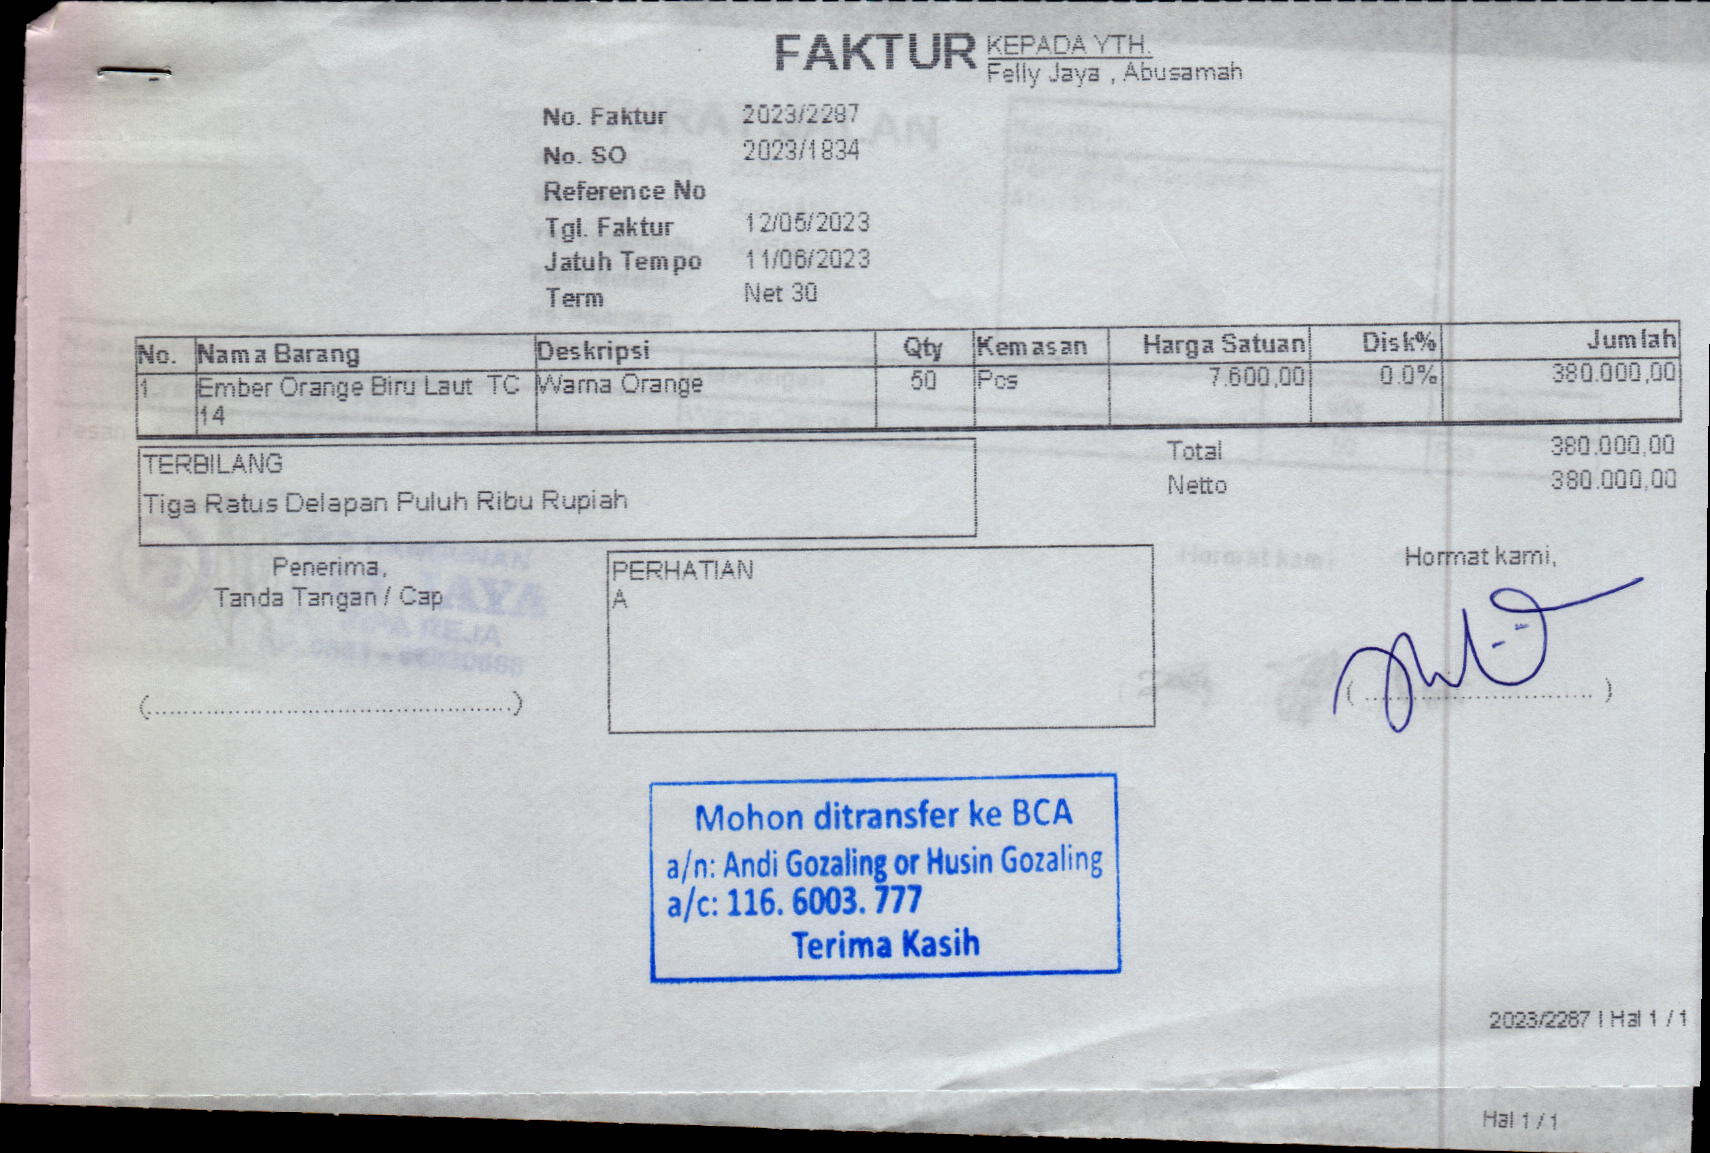 FAKTUR
KEPADA YTH.
Felly Jaya , Abusamah
No. Faktur 2023/2287
No. SO 2023/1834
Reference No
Tgl. Faktur 12/05/2023
Jatuh Tempo 11/06/2023
Term Net 30
No. Nama Barang Deskripsi Qty Kemasan Harga Satuan Disk% Jumlah
1 Ember Orange Biru Laut TC Warna Orange 50 Pcs 7.600,00 0.0% 380.000,00
14
Total 380.000,00
TERBILANG
Netto 380.000,00
Tiga Ratus Delapan Puluh Ribu Rupiah
Penerima,
Tanda Tangan / Cap
(..........................................)
PERHATIAN
A
Hormat kami,
( .............................. )
Mohon ditransfer ke BCA
a/n: Andi Gozaling or Husin Gozaling
a/c: 116. 6003. 777
Terima Kasih
2023/2287 | Hal 1 / 1
Hal 1 / 1